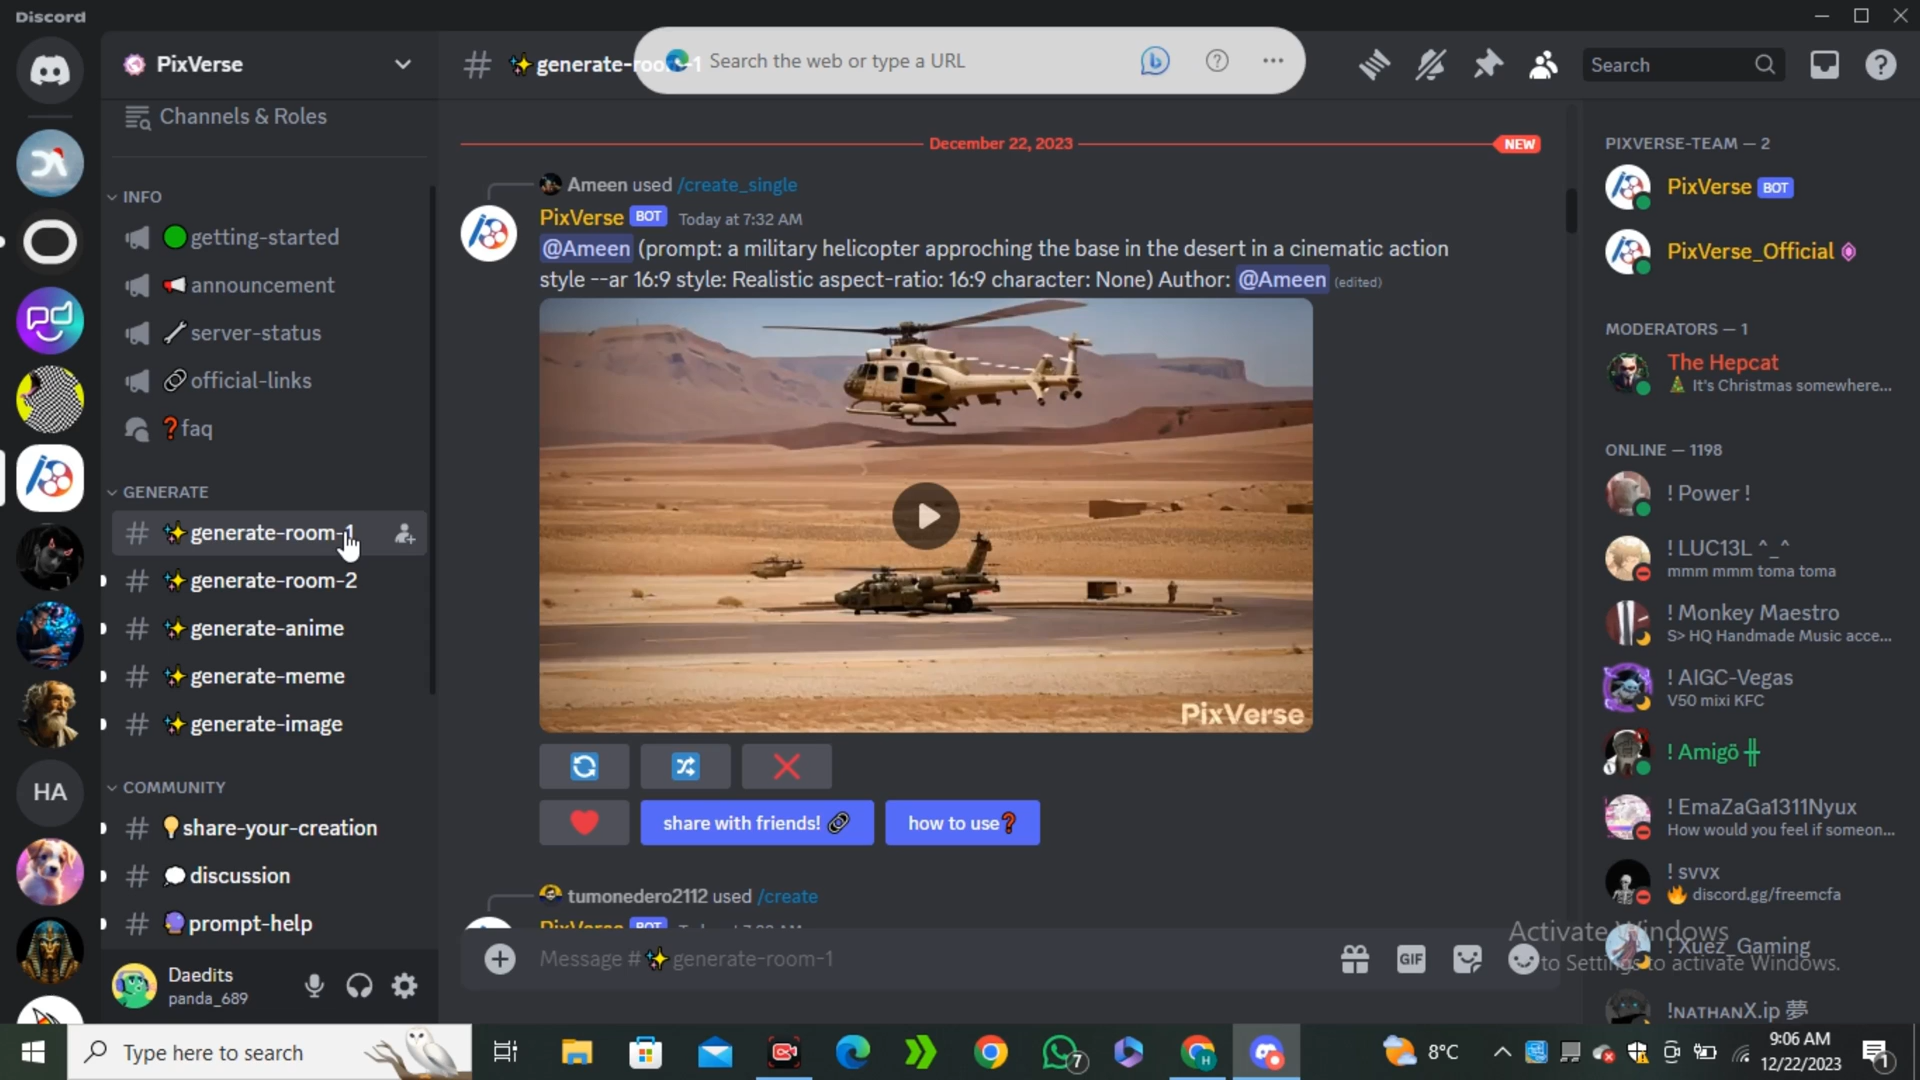 Discord
PixVerse
Channels & Roles
INFO
getting-started
announcement
server-status
official-links
faq
GENERATE
generate-room-1
generate-room-2
generate-anime
generate-meme
generate-image
COMMUNITY
share-your-creation
discussion
prompt-help
HA
Daedits
panda_689
Search the web or type a URL
Search
December 22, 2023
NEW
Ameen used /create_single
PixVerse BOT Today at 7:32 AM
@Ameen (prompt: a military helicopter approching the base in the desert in a cinematic action
style --ar 16:9 style: Realistic aspect-ratio: 16:9 character: None) Author: @Ameen (edited)
PixVerse
share with friends!
how to use?
tumonedero2112 used /create
PixVerse BOT
Message # generate-room-1
GIF
PIXVERSE-TEAM — 2
PixVerse BOT
PixVerse_Official
MODERATORS — 1
The Hepcat
It's Christmas somewhere...
ONLINE — 1198
! Power !
! LUC13L ^_^
mmm mmm toma toma
! Monkey Maestro
S> HQ Handmade Music acce...
! AIGC-Vegas
V50 mixi KFC
! Amigō ╫
! EmaZaGa1311Nyux
How would you feel if someon...
! svvx
discord.gg/freemcfa
! Xuez_Gaming
Activate Windows
to Settings to activate Windows.
!ɴᴀᴛʜᴀɴX.ip 夢
Type here to search
7
H
8°C
9:06 AM
12/22/2023
1